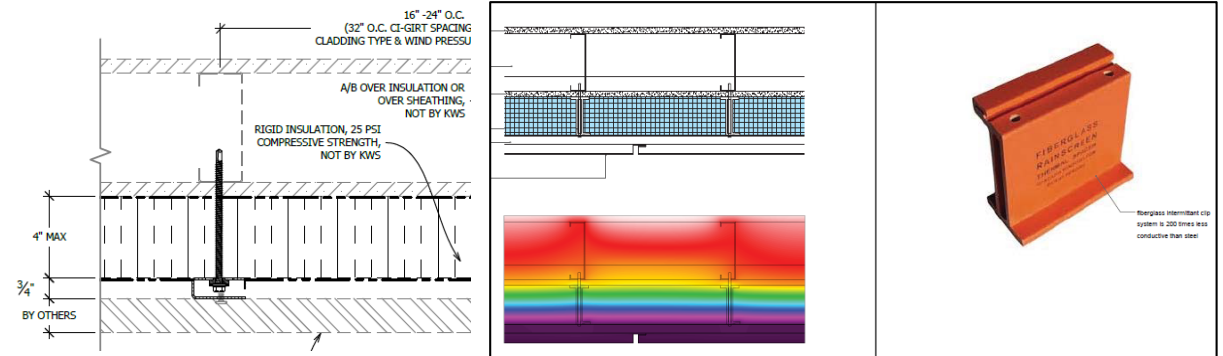 16" -24" O.C.
(32" O.C. CI-GIRT SPACING
CLADDING TYPE & WIND PRESSU
A/B OVER INSULATION OR
OVER SHEATHING,
NOT BY KWS
RIGID INSULATION, 25 PSI
COMPRESSIVE STRENGTH,
NOT BY KWS
4" MAX
3/4"
BY OTHERS
FIBERGLASS
RAINSCREEN
THERMAL SPACER
fiberglass intermittant clip
system is 200 times less
conductive than steel